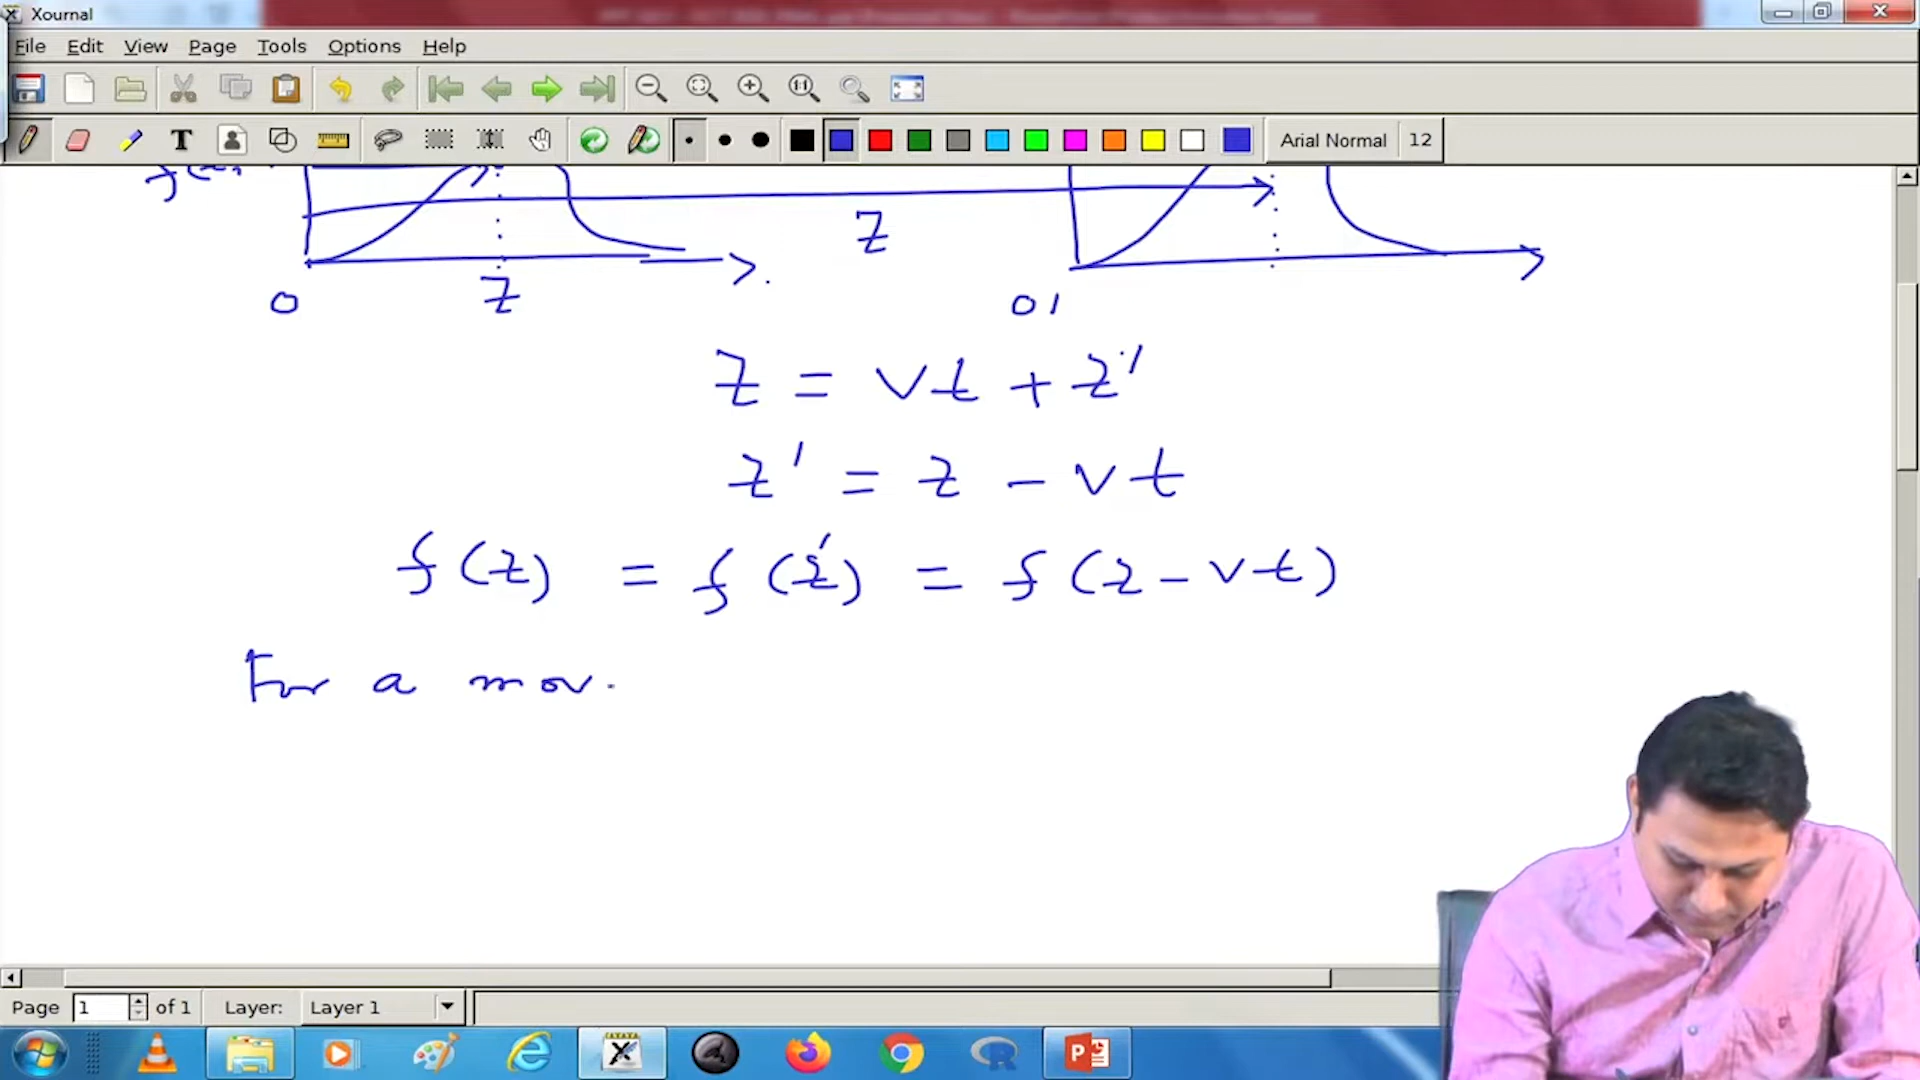 Xournal
File Edit View Page Tools Options Help
Arial Normal 12
Z
0 Z 0'
z = vt + z'
z' = z - vt
f(z) = f(z') = f(z - vt)
For a mov.
Page 1 of 1 Layer: Layer 1